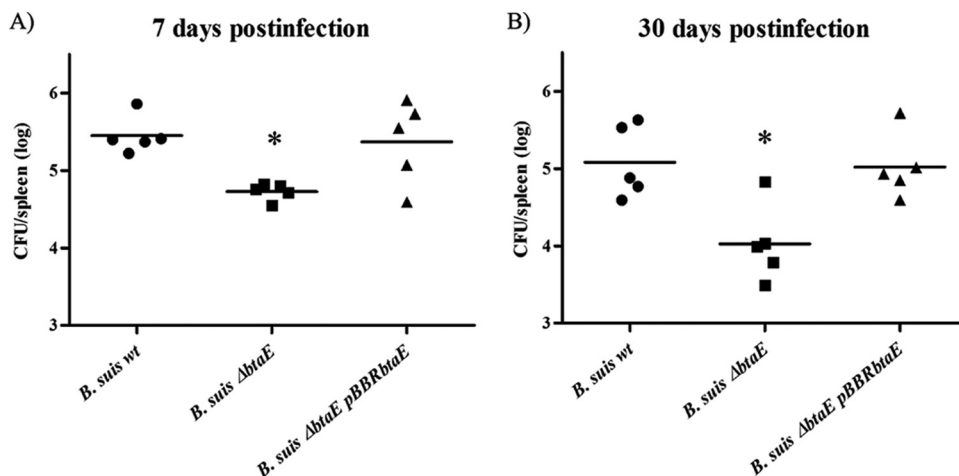 A)
7 days postinfection
CFU/spleen (log)
6
5
4
3
*
B. suis wt
B. suis ΔbtaE
B. suis ΔbtaE pBBRbtaE
B)
30 days postinfection
CFU/spleen (log)
6
5
4
3
*
B. suis wt
B. suis ΔbtaE
B. suis ΔbtaE pBBRbtaE